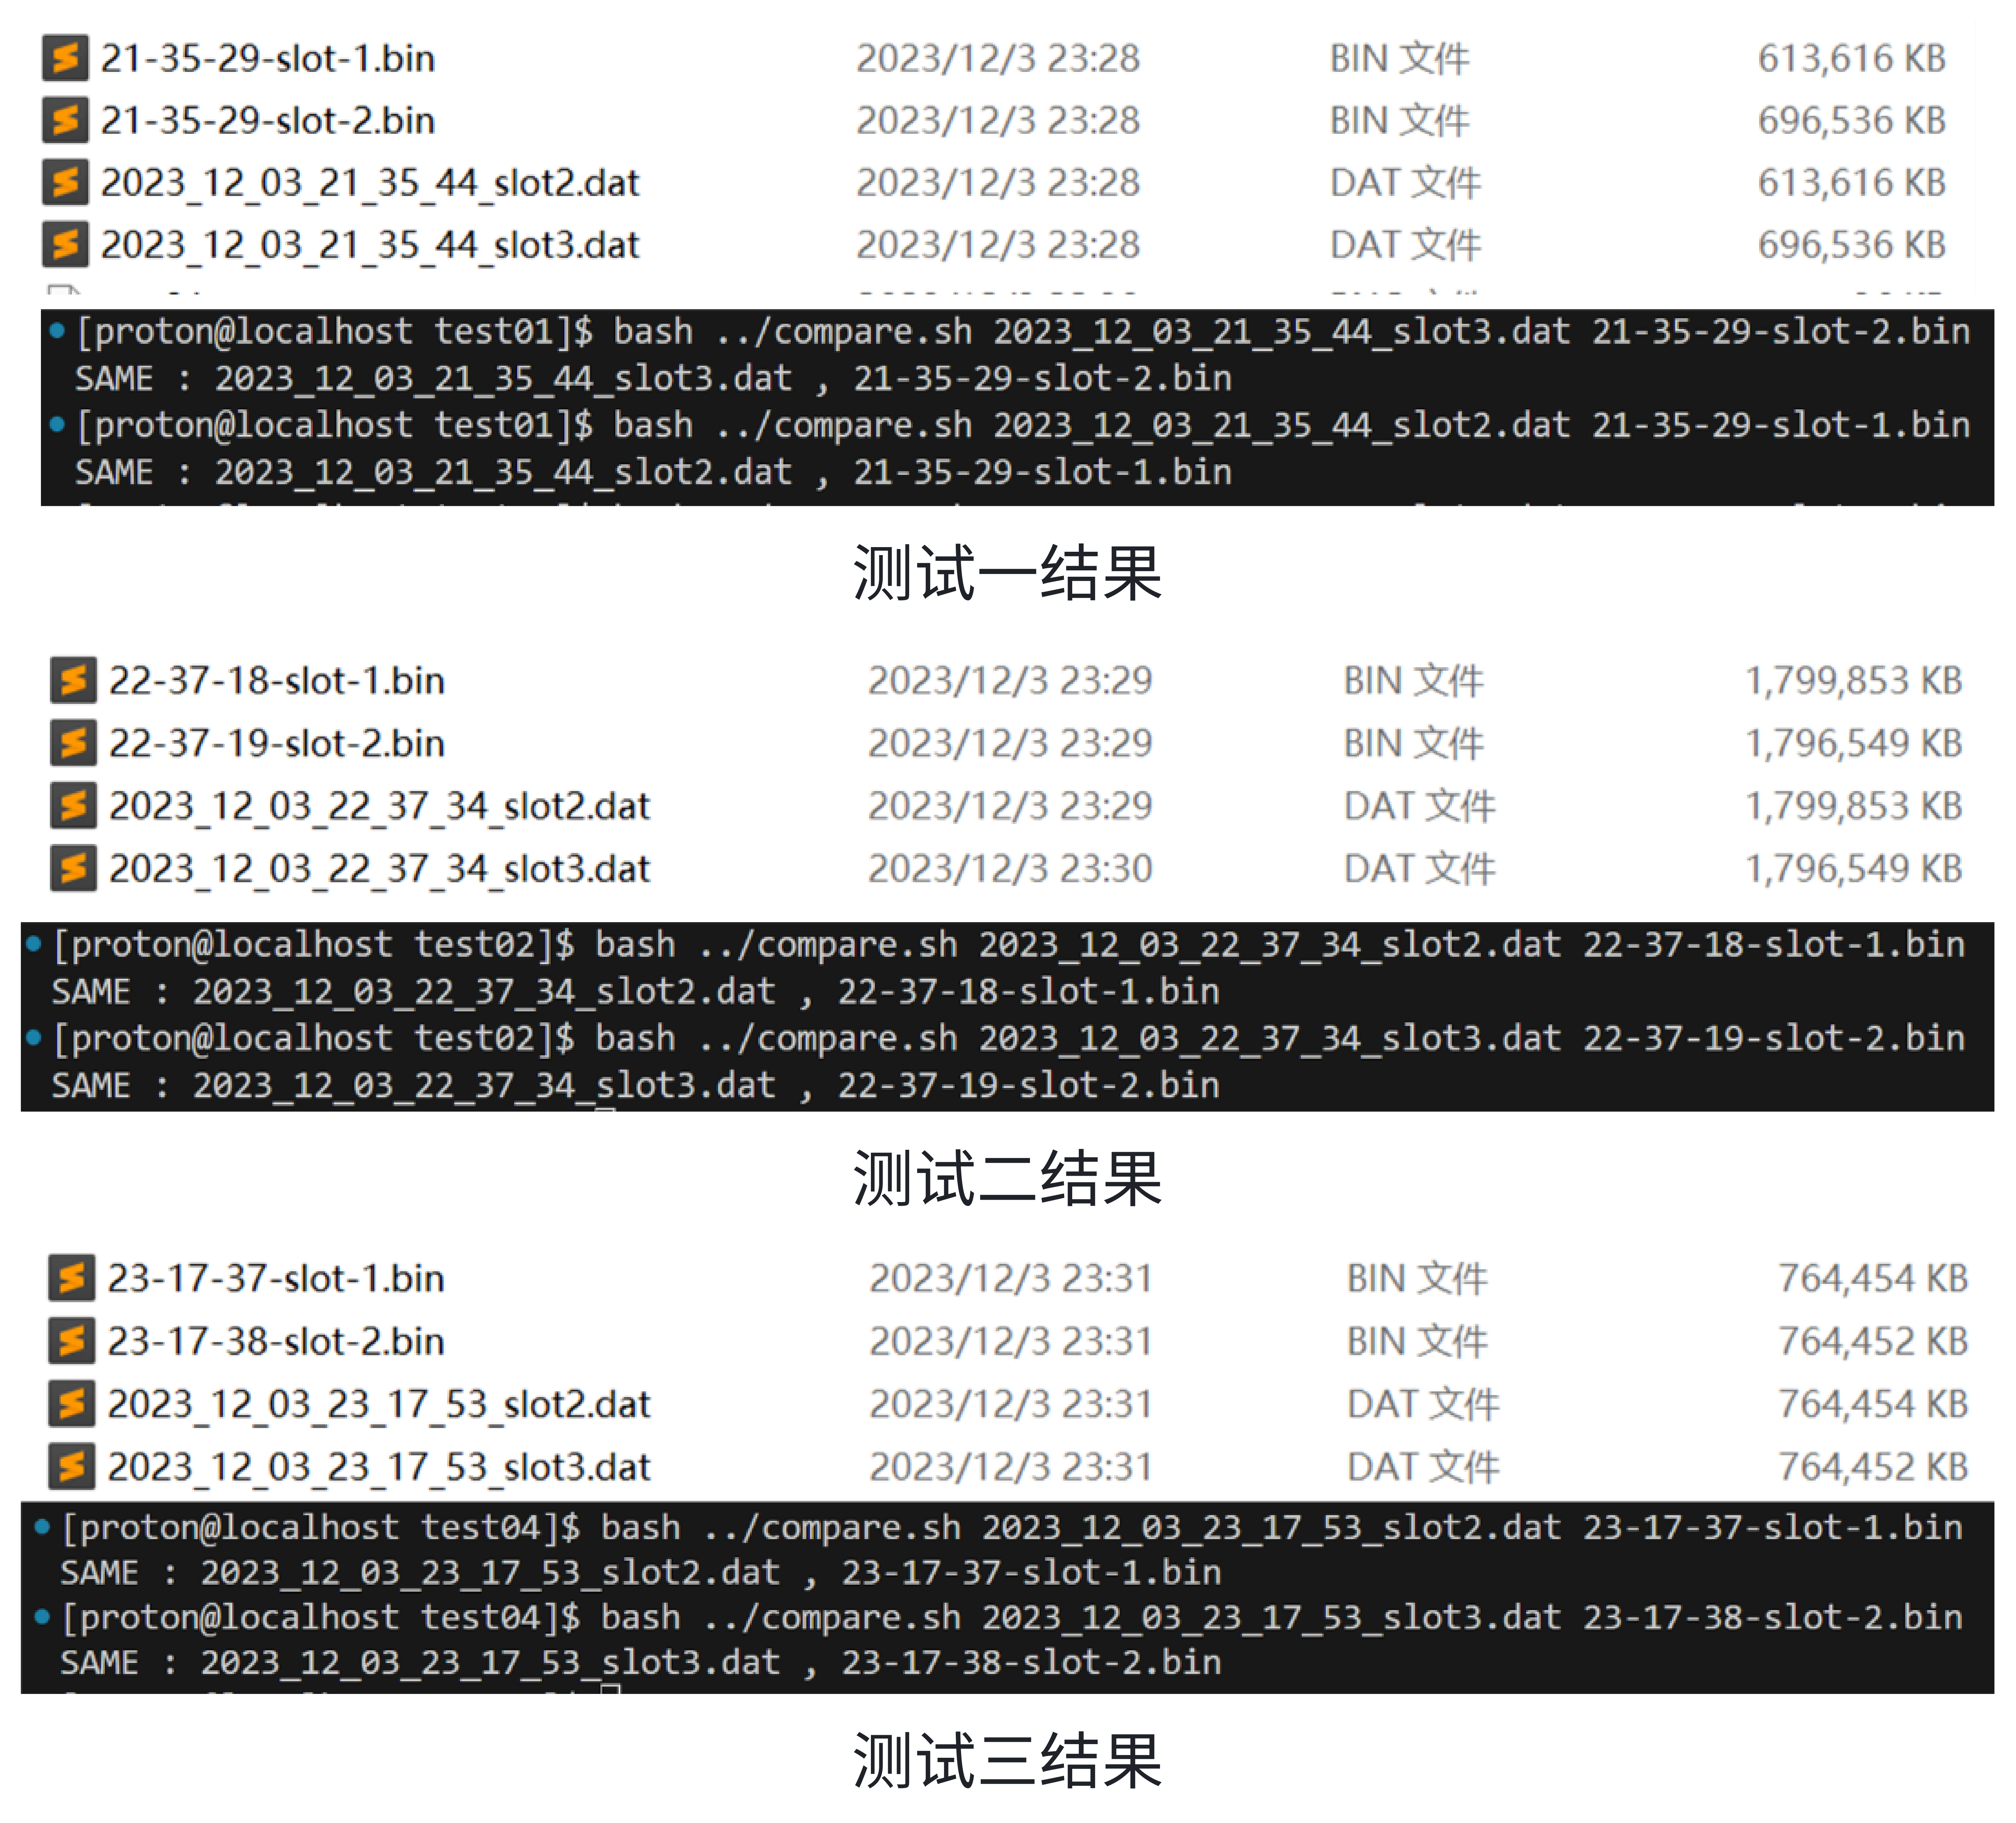 21-35-29-slot-1.bin 2023/12/3 23:28 BIN 文件 613,616 KB
21-35-29-slot-2.bin 2023/12/3 23:28 BIN 文件 696,536 KB
2023_12_03_21_35_44_slot2.dat 2023/12/3 23:28 DAT 文件 613,616 KB
2023_12_03_21_35_44_slot3.dat 2023/12/3 23:28 DAT 文件 696,536 KB
[proton@localhost test01]$ bash ../compare.sh 2023_12_03_21_35_44_slot3.dat 21-35-29-slot-2.bin
SAME : 2023_12_03_21_35_44_slot3.dat , 21-35-29-slot-2.bin
[proton@localhost test01]$ bash ../compare.sh 2023_12_03_21_35_44_slot2.dat 21-35-29-slot-1.bin
SAME : 2023_12_03_21_35_44_slot2.dat , 21-35-29-slot-1.bin
测试一结果
22-37-18-slot-1.bin 2023/12/3 23:29 BIN 文件 1,799,853 KB
22-37-19-slot-2.bin 2023/12/3 23:29 BIN 文件 1,796,549 KB
2023_12_03_22_37_34_slot2.dat 2023/12/3 23:29 DAT 文件 1,799,853 KB
2023_12_03_22_37_34_slot3.dat 2023/12/3 23:30 DAT 文件 1,796,549 KB
[proton@localhost test02]$ bash ../compare.sh 2023_12_03_22_37_34_slot2.dat 22-37-18-slot-1.bin
SAME : 2023_12_03_22_37_34_slot2.dat , 22-37-18-slot-1.bin
[proton@localhost test02]$ bash ../compare.sh 2023_12_03_22_37_34_slot3.dat 22-37-19-slot-2.bin
SAME : 2023_12_03_22_37_34_slot3.dat , 22-37-19-slot-2.bin
测试二结果
23-17-37-slot-1.bin 2023/12/3 23:31 BIN 文件 764,454 KB
23-17-38-slot-2.bin 2023/12/3 23:31 BIN 文件 764,452 KB
2023_12_03_23_17_53_slot2.dat 2023/12/3 23:31 DAT 文件 764,454 KB
2023_12_03_23_17_53_slot3.dat 2023/12/3 23:31 DAT 文件 764,452 KB
[proton@localhost test04]$ bash ../compare.sh 2023_12_03_23_17_53_slot2.dat 23-17-37-slot-1.bin
SAME : 2023_12_03_23_17_53_slot2.dat , 23-17-37-slot-1.bin
[proton@localhost test04]$ bash ../compare.sh 2023_12_03_23_17_53_slot3.dat 23-17-38-slot-2.bin
SAME : 2023_12_03_23_17_53_slot3.dat , 23-17-38-slot-2.bin
测试三结果